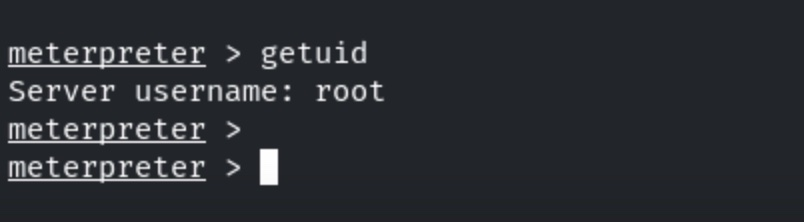 meterpreter > getuid
Server username: root
meterpreter >
meterpreter >